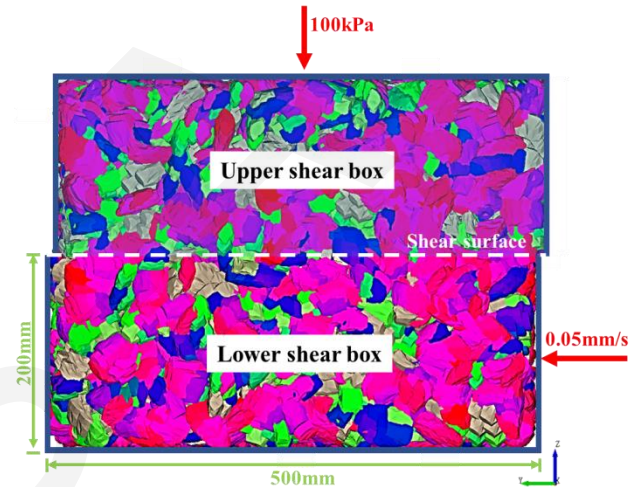 100kPa
Upper shear box
Shear surface
200mm
Lower shear box
0.05mm/s
500mm
Z
Y
X